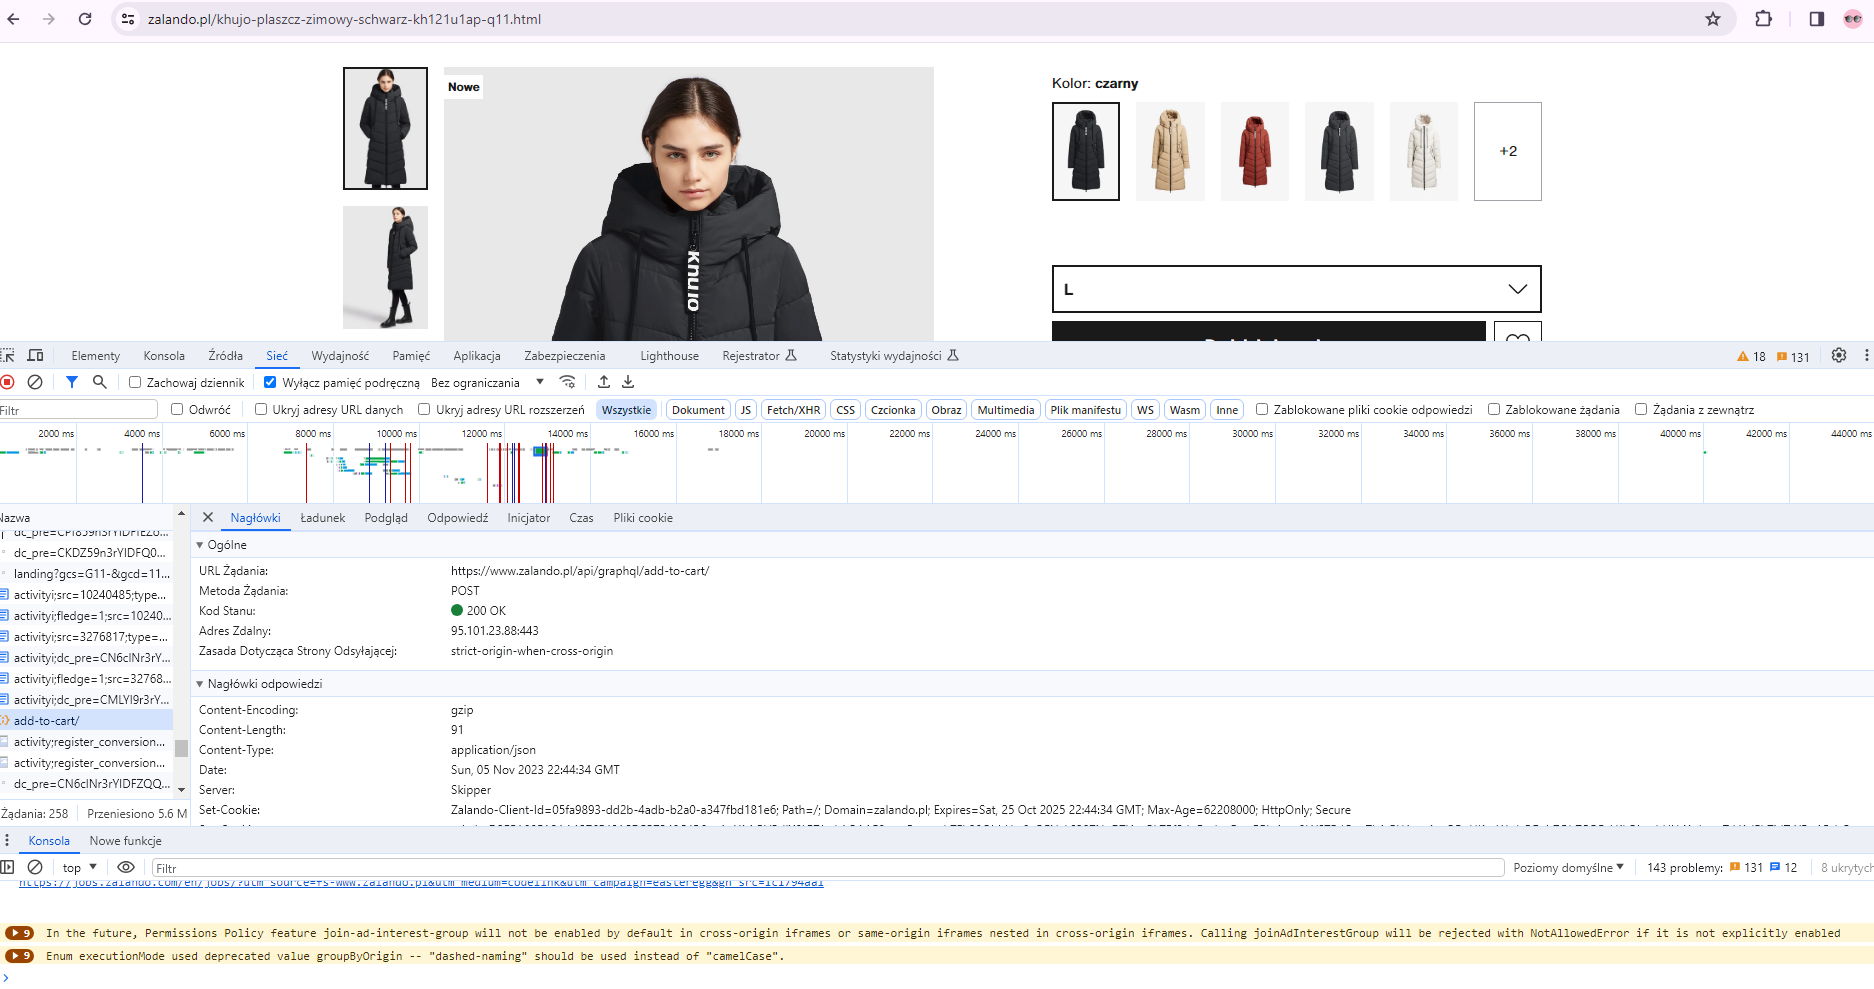 zalando.pl/khujo-plaszcz-zimowy-schwarz-kh121u1ap-q11.html
Nowe
khujo
Kolor: czarny
+2
L
Elementy Konsola Źródła Sieć Wydajność Pamięć Aplikacja Zabezpieczenia Lighthouse Rejestrator Statystyki wydajności 18 131
Zachowaj dziennik Wyłącz pamięć podręczną Bez ograniczania
Filtr Odwróć Ukryj adresy URL danych Ukryj adresy URL rozszerzeń Wszystkie Dokument JS Fetch/XHR CSS Czcionka Obraz Multimedia Plik manifestu WS Wasm Inne Zablokowane pliki cookie odpowiedzi Zablokowane żądania Żądania z zewnątrz
2000 ms 4000 ms 6000 ms 8000 ms 10000 ms 12000 ms 14000 ms 16000 ms 18000 ms 20000 ms 22000 ms 24000 ms 26000 ms 28000 ms 30000 ms 32000 ms 34000 ms 36000 ms 38000 ms 40000 ms 42000 ms 44000 ms
Nazwa
dc_pre=CKDZ59n3rYIDFQ0...
landing?gcs=G11-&gcd=11...
activityi;src=10240485;type...
activityi;fledge=1;src=10240...
activityi;src=3276817;type=...
activityi;dc_pre=CN6clNr3rY...
activityi;fledge=1;src=32768...
activityi;dc_pre=CMLYl9r3rY...
add-to-cart/
activity;register_conversion...
activity;register_conversion...
dc_pre=CN6clNr3rYIDFZQQ...
Żądania: 258 Przeniesiono 5.6 M
Nagłówki Ładunek Podgląd Odpowiedź Inicjator Czas Pliki cookie
Ogólne
URL Żądania: https://www.zalando.pl/api/graphql/add-to-cart/
Metoda Żądania: POST
Kod Stanu: 200 OK
Adres Zdalny: 95.101.23.88:443
Zasada Dotycząca Strony Odsyłającej: strict-origin-when-cross-origin
Nagłówki odpowiedzi
Content-Encoding: gzip
Content-Length: 91
Content-Type: application/json
Date: Sun, 05 Nov 2023 22:44:34 GMT
Server: Skipper
Set-Cookie: Zalando-Client-Id=05fa9893-dd2b-4adb-b2a0-a347fbd181e6; Path=/; Domain=zalando.pl; Expires=Sat, 25 Oct 2025 22:44:34 GMT; Max-Age=62208000; HttpOnly; Secure
Konsola Nowe funkcje
top Filtr Poziomy domyślne 143 problemy: 131 12 8 ukrytych
https://jobs.zalando.com/en/jobs/?utm_source=fs-www.zalando.pl&utm_medium=codelink&utm_campaign=easteregg&gh_src=1c1794aa1
9 In the future, Permissions Policy feature join-ad-interest-group will not be enabled by default in cross-origin iframes or same-origin iframes nested in cross-origin iframes. Calling joinAdInterestGroup will be rejected with NotAllowedError if it is not explicitly enabled
9 Enum executionMode used deprecated value groupByOrigin -- "dashed-naming" should be used instead of "camelCase".